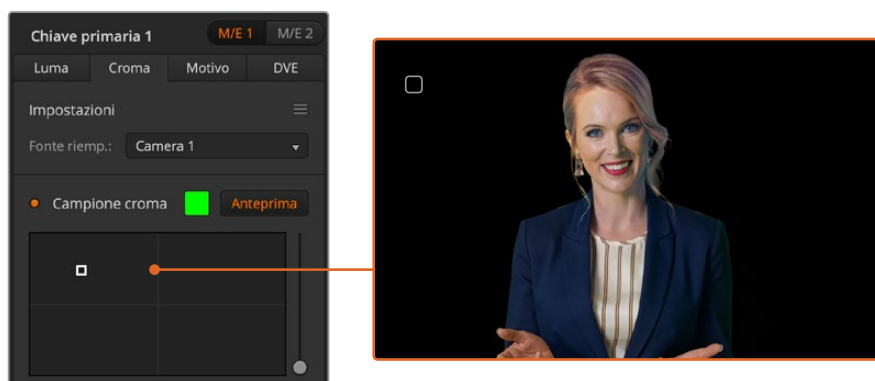 Chiave primaria 1
M/E 1 M/E 2
Luma Croma Motivo DVE
Impostazioni
Fonte riemp.: Camera 1
Campione croma Anteprima